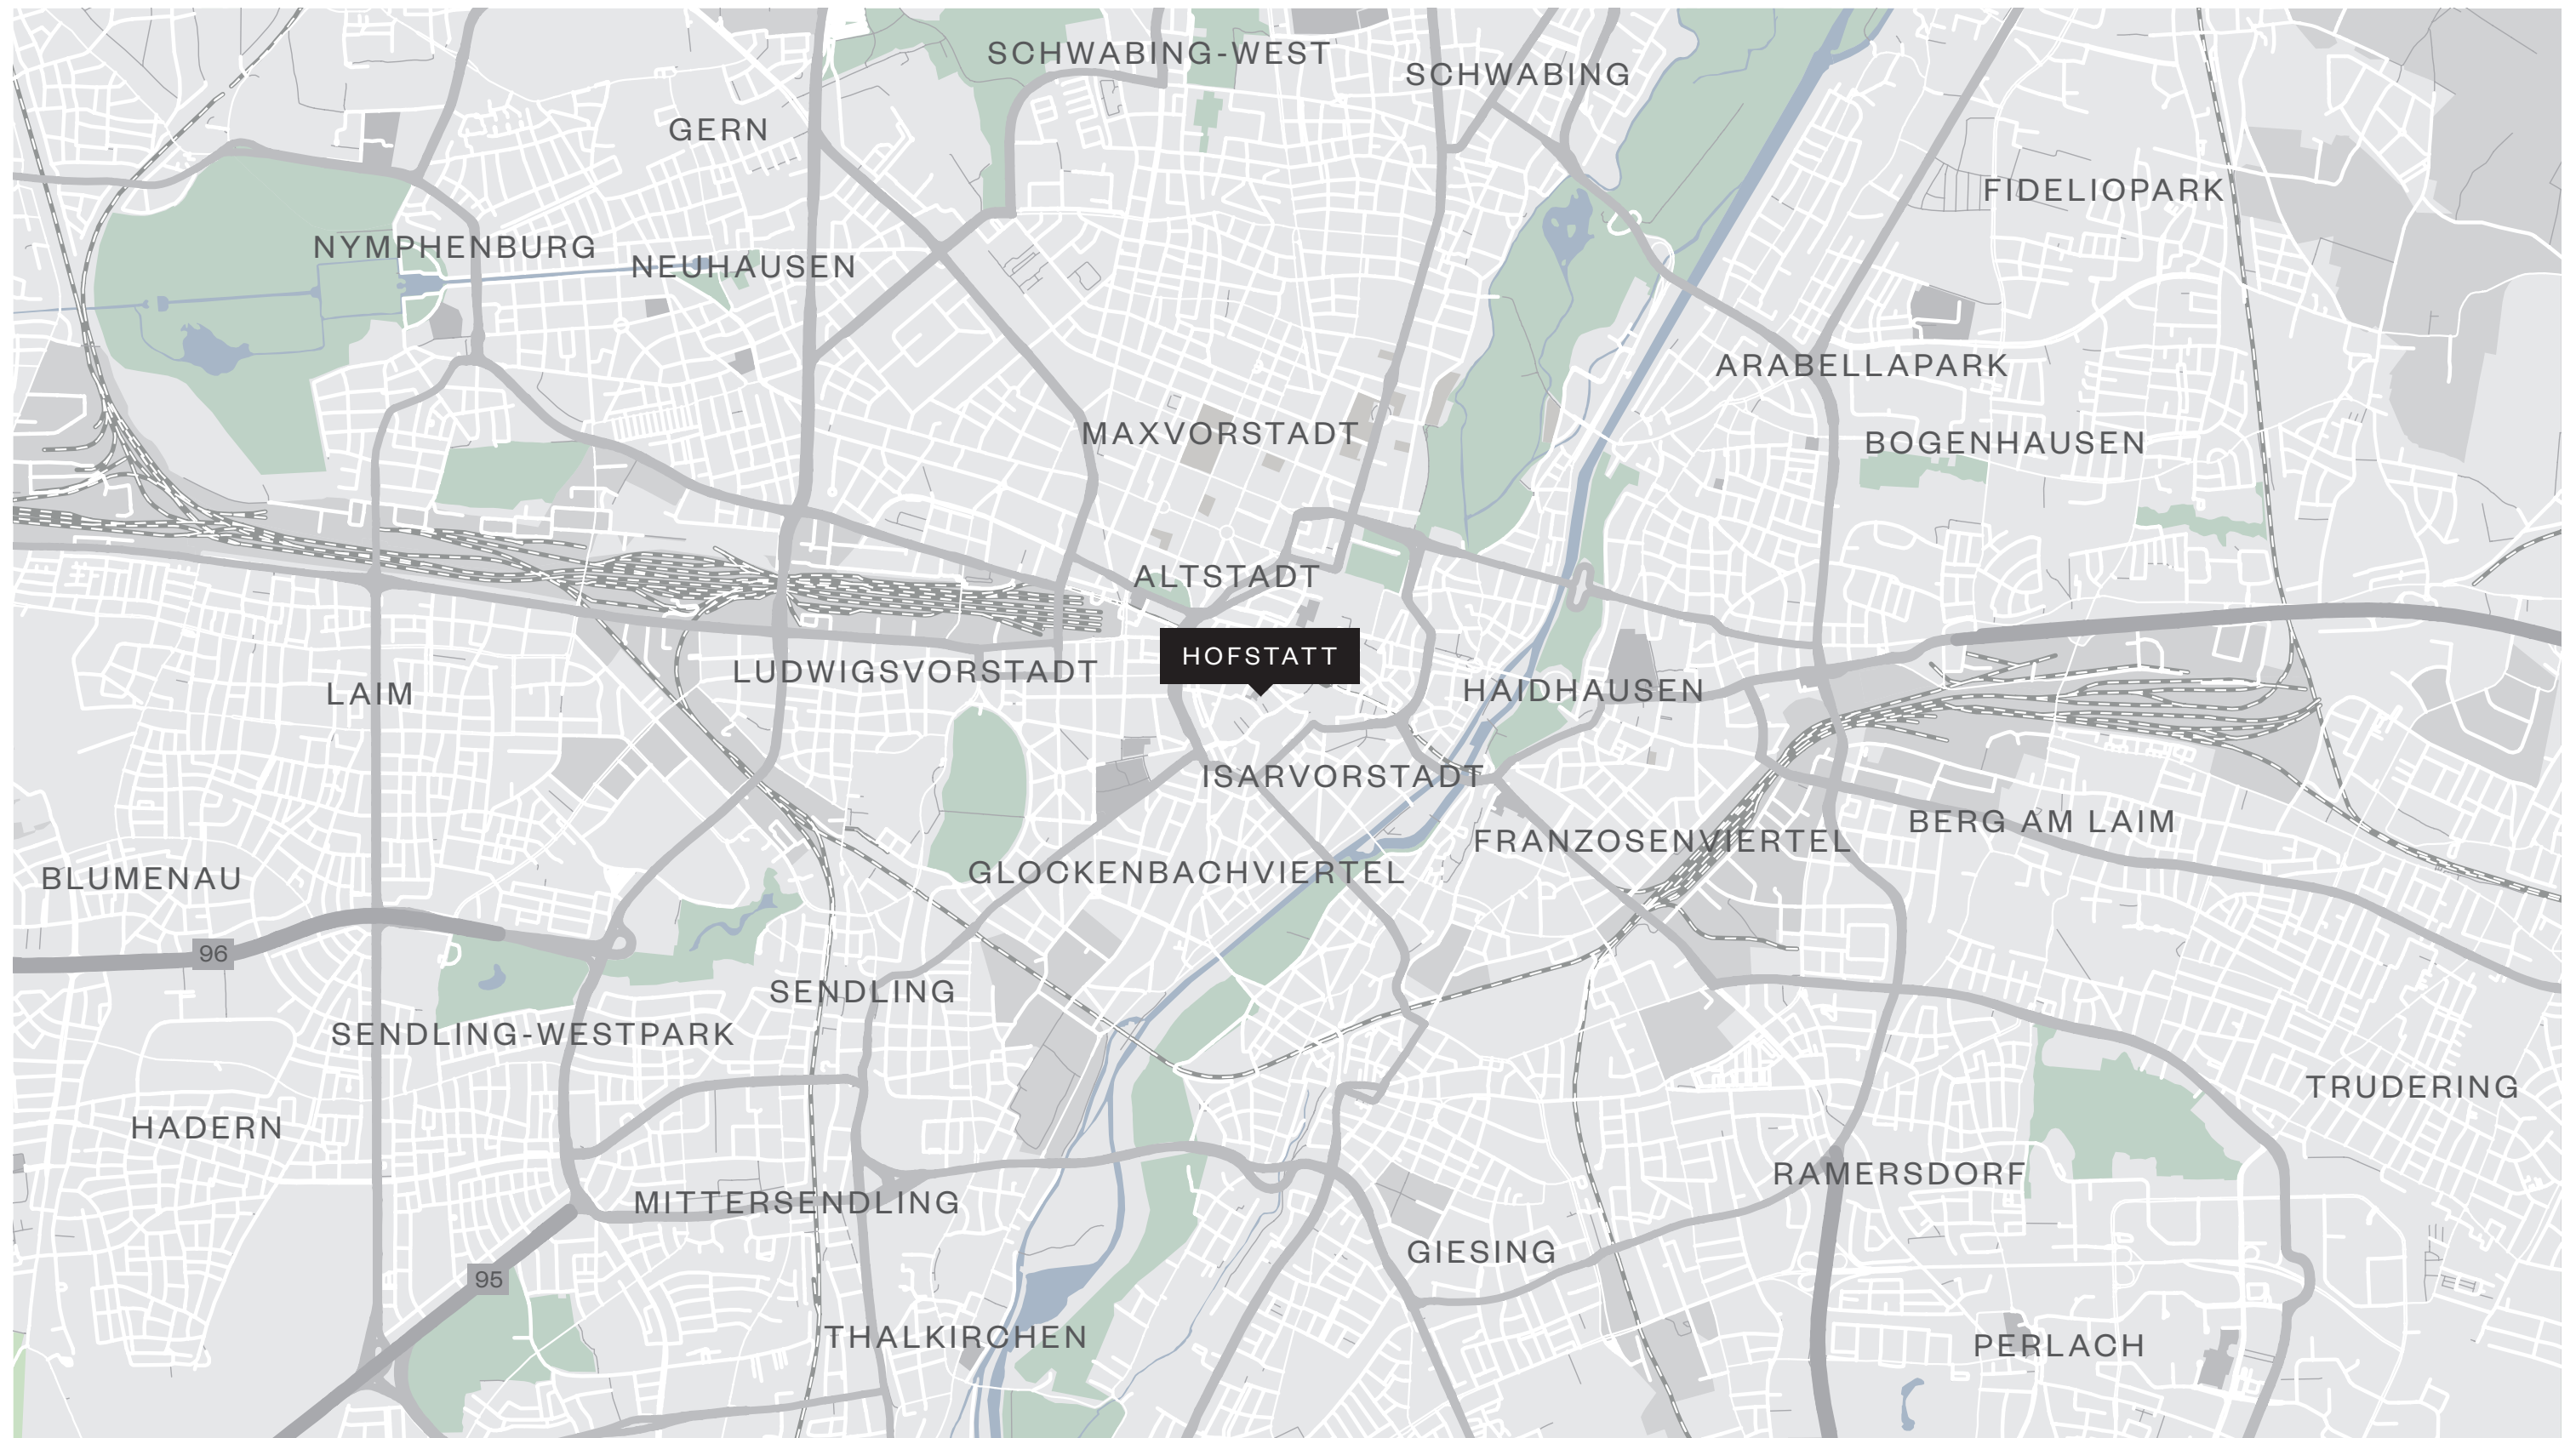 SCHWABING-WEST
SCHWABING
GERN
FIDELIOPARK
NYMPHENBURG
NEUHAUSEN
ARABELLAPARK
MAXVORSTADT
BOGENHAUSEN
ALTSTADT
HOFSTATT
LUDWIGSVORSTADT
HAIDHAUSEN
LAIM
ISARVORSTADT
BERG AM LAIM
FRANZOSENVIERTEL
GLOCKENBACHVIERTEL
BLUMENAU
96
SENDLING
SENDLING-WESTPARK
TRUDERING
HADERN
RAMERSDORF
MITTERSENDLING
GIESING
95
THALKIRCHEN
PERLACH